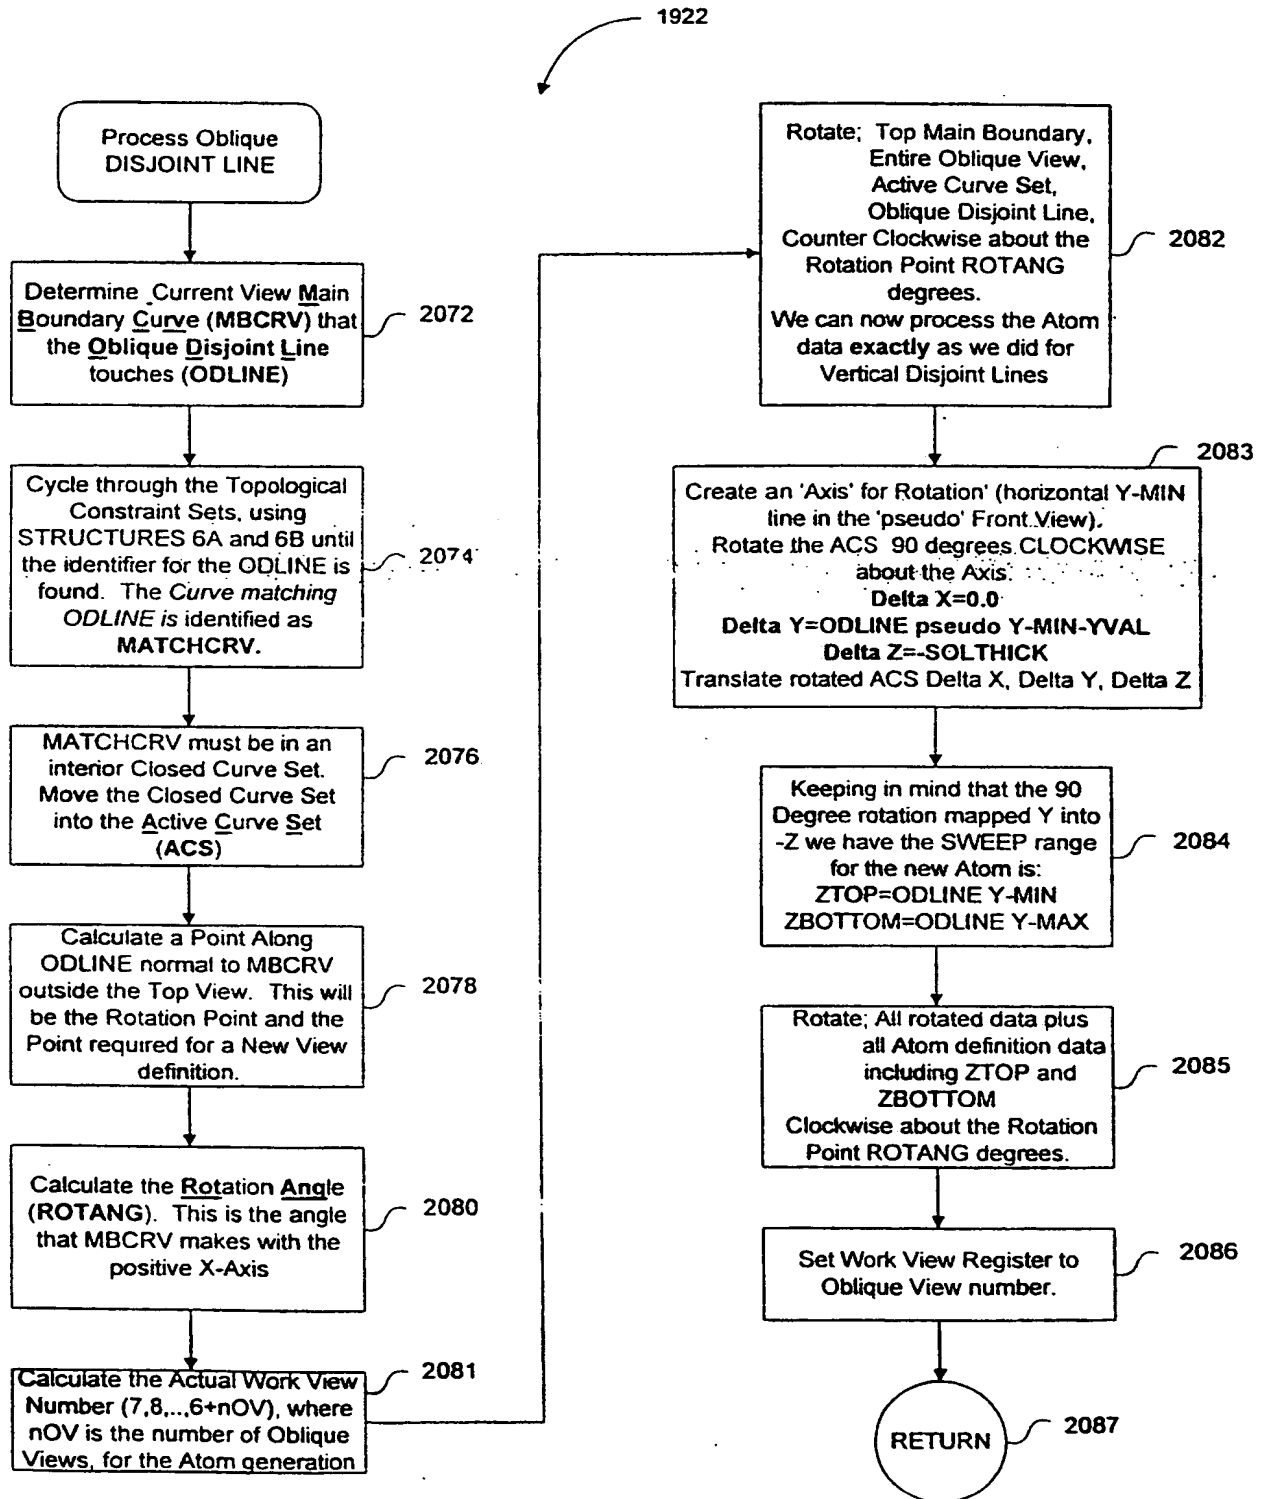 1922
Process Oblique
DISJOINT LINE
Determine Current View Main
Boundary Curve (MBCRV) that
the Oblique Disjoint Line
touches (ODLINE)
2072
Cycle through the Topological
Constraint Sets, using
STRUCTURES 6A and 6B until
the identifier for the ODLINE is
found. The Curve matching
ODLINE is identified as
MATCHCRV.
2074
MATCHCRV must be in an
interior Closed Curve Set.
Move the Closed Curve Set
into the Active Curve Set
(ACS)
2076
Calculate a Point Along
ODLINE normal to MBCRV
outside the Top View. This will
be the Rotation Point and the
Point required for a New View
definition.
2078
Calculate the Rotation Angle
(ROTANG). This is the angle
that MBCRV makes with the
positive X-Axis
2080
Calculate the Actual Work View
Number (7,8,..,6+nOV), where
nOV is the number of Oblique
Views, for the Atom generation
2081
Rotate; Top Main Boundary,
Entire Oblique View,
Active Curve Set,
Oblique Disjoint Line,
Counter Clockwise about the
Rotation Point ROTANG
degrees.
We can now process the Atom
data exactly as we did for
Vertical Disjoint Lines
2082
Create an 'Axis' for Rotation' (horizontal Y-MIN
line in the 'pseudo' Front View).
Rotate the ACS 90 degrees CLOCKWISE
about the Axis.
Delta X=0.0
Delta Y=ODLINE pseudo Y-MIN-YVAL
Delta Z=-SOLTHICK
Translate rotated ACS Delta X, Delta Y, Delta Z
2083
Keeping in mind that the 90
Degree rotation mapped Y into
-Z we have the SWEEP range
for the new Atom is:
ZTOP=ODLINE Y-MIN
ZBOTTOM=ODLINE Y-MAX
2084
Rotate; All rotated data plus
all Atom definition data
including ZTOP and
ZBOTTOM
Clockwise about the Rotation
Point ROTANG degrees.
2085
Set Work View Register to
Oblique View number.
2086
RETURN
2087